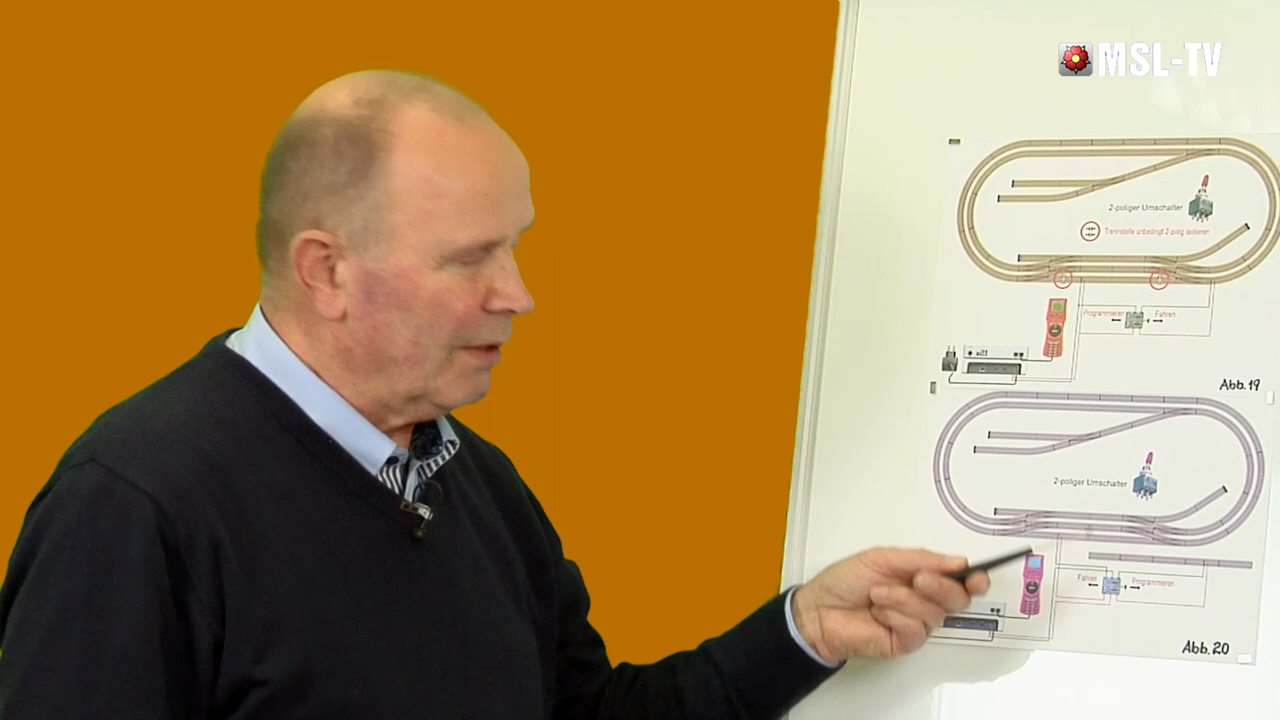 MSL-TV
2-poliger Umschalter
Trennstelle unbedingt 2-polig isolieren
Programmieren
Fahren
Abb. 19
2-poliger Umschalter
Fahren
Programmieren
Abb. 20